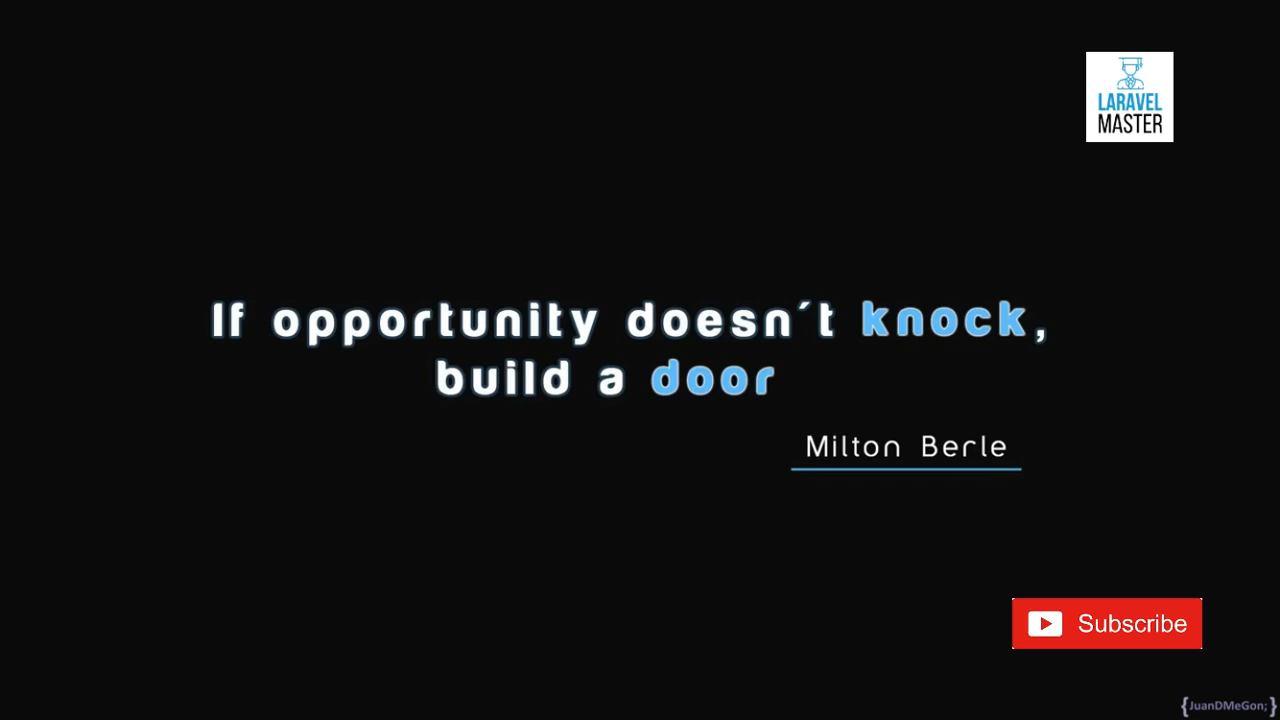 LARAVEL
MASTER
If opportunity doesn´t knock,
build a door
Milton Berle
Subscribe
{JuanDMeGon;}